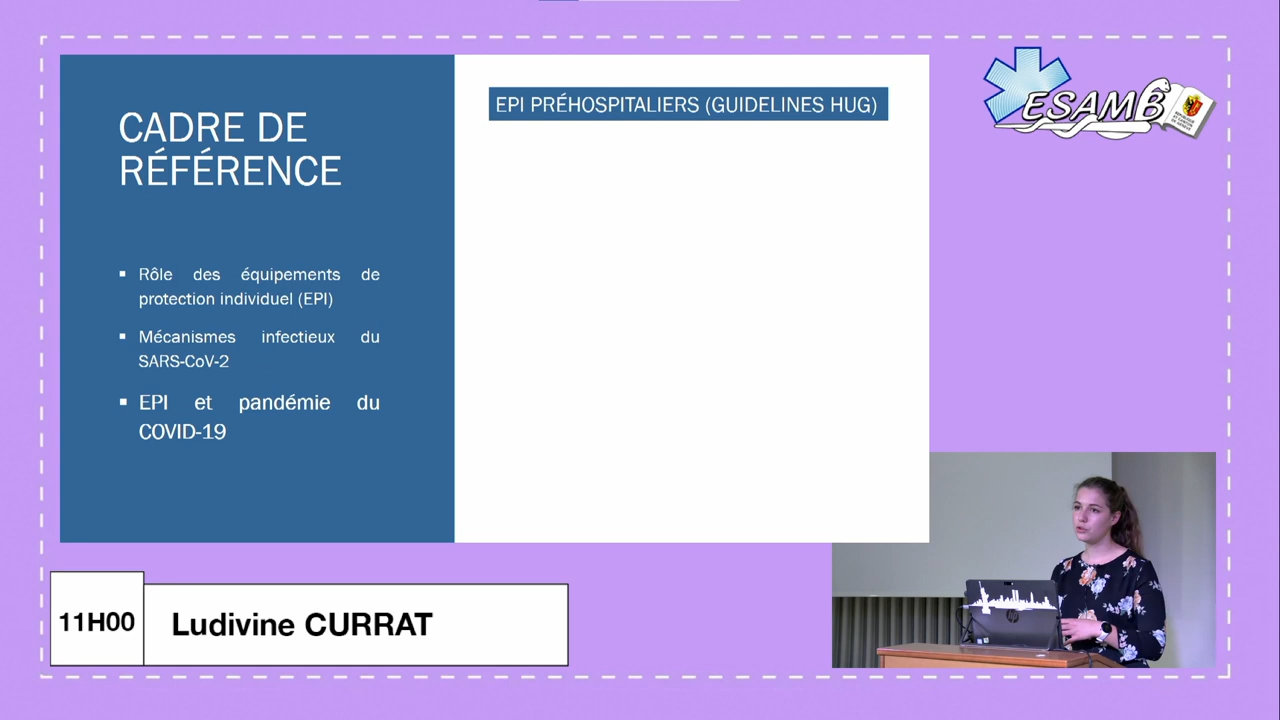 CADRE DE
RÉFÉRENCE
▪ Rôle des équipements de
protection individuel (EPI)
▪ Mécanismes infectieux du
SARS-CoV-2
▪ EPI et pandémie du
COVID-19
EPI PRÉHOSPITALIERS (GUIDELINES HUG)
ESAMB
11H00
Ludivine CURRAT
hp